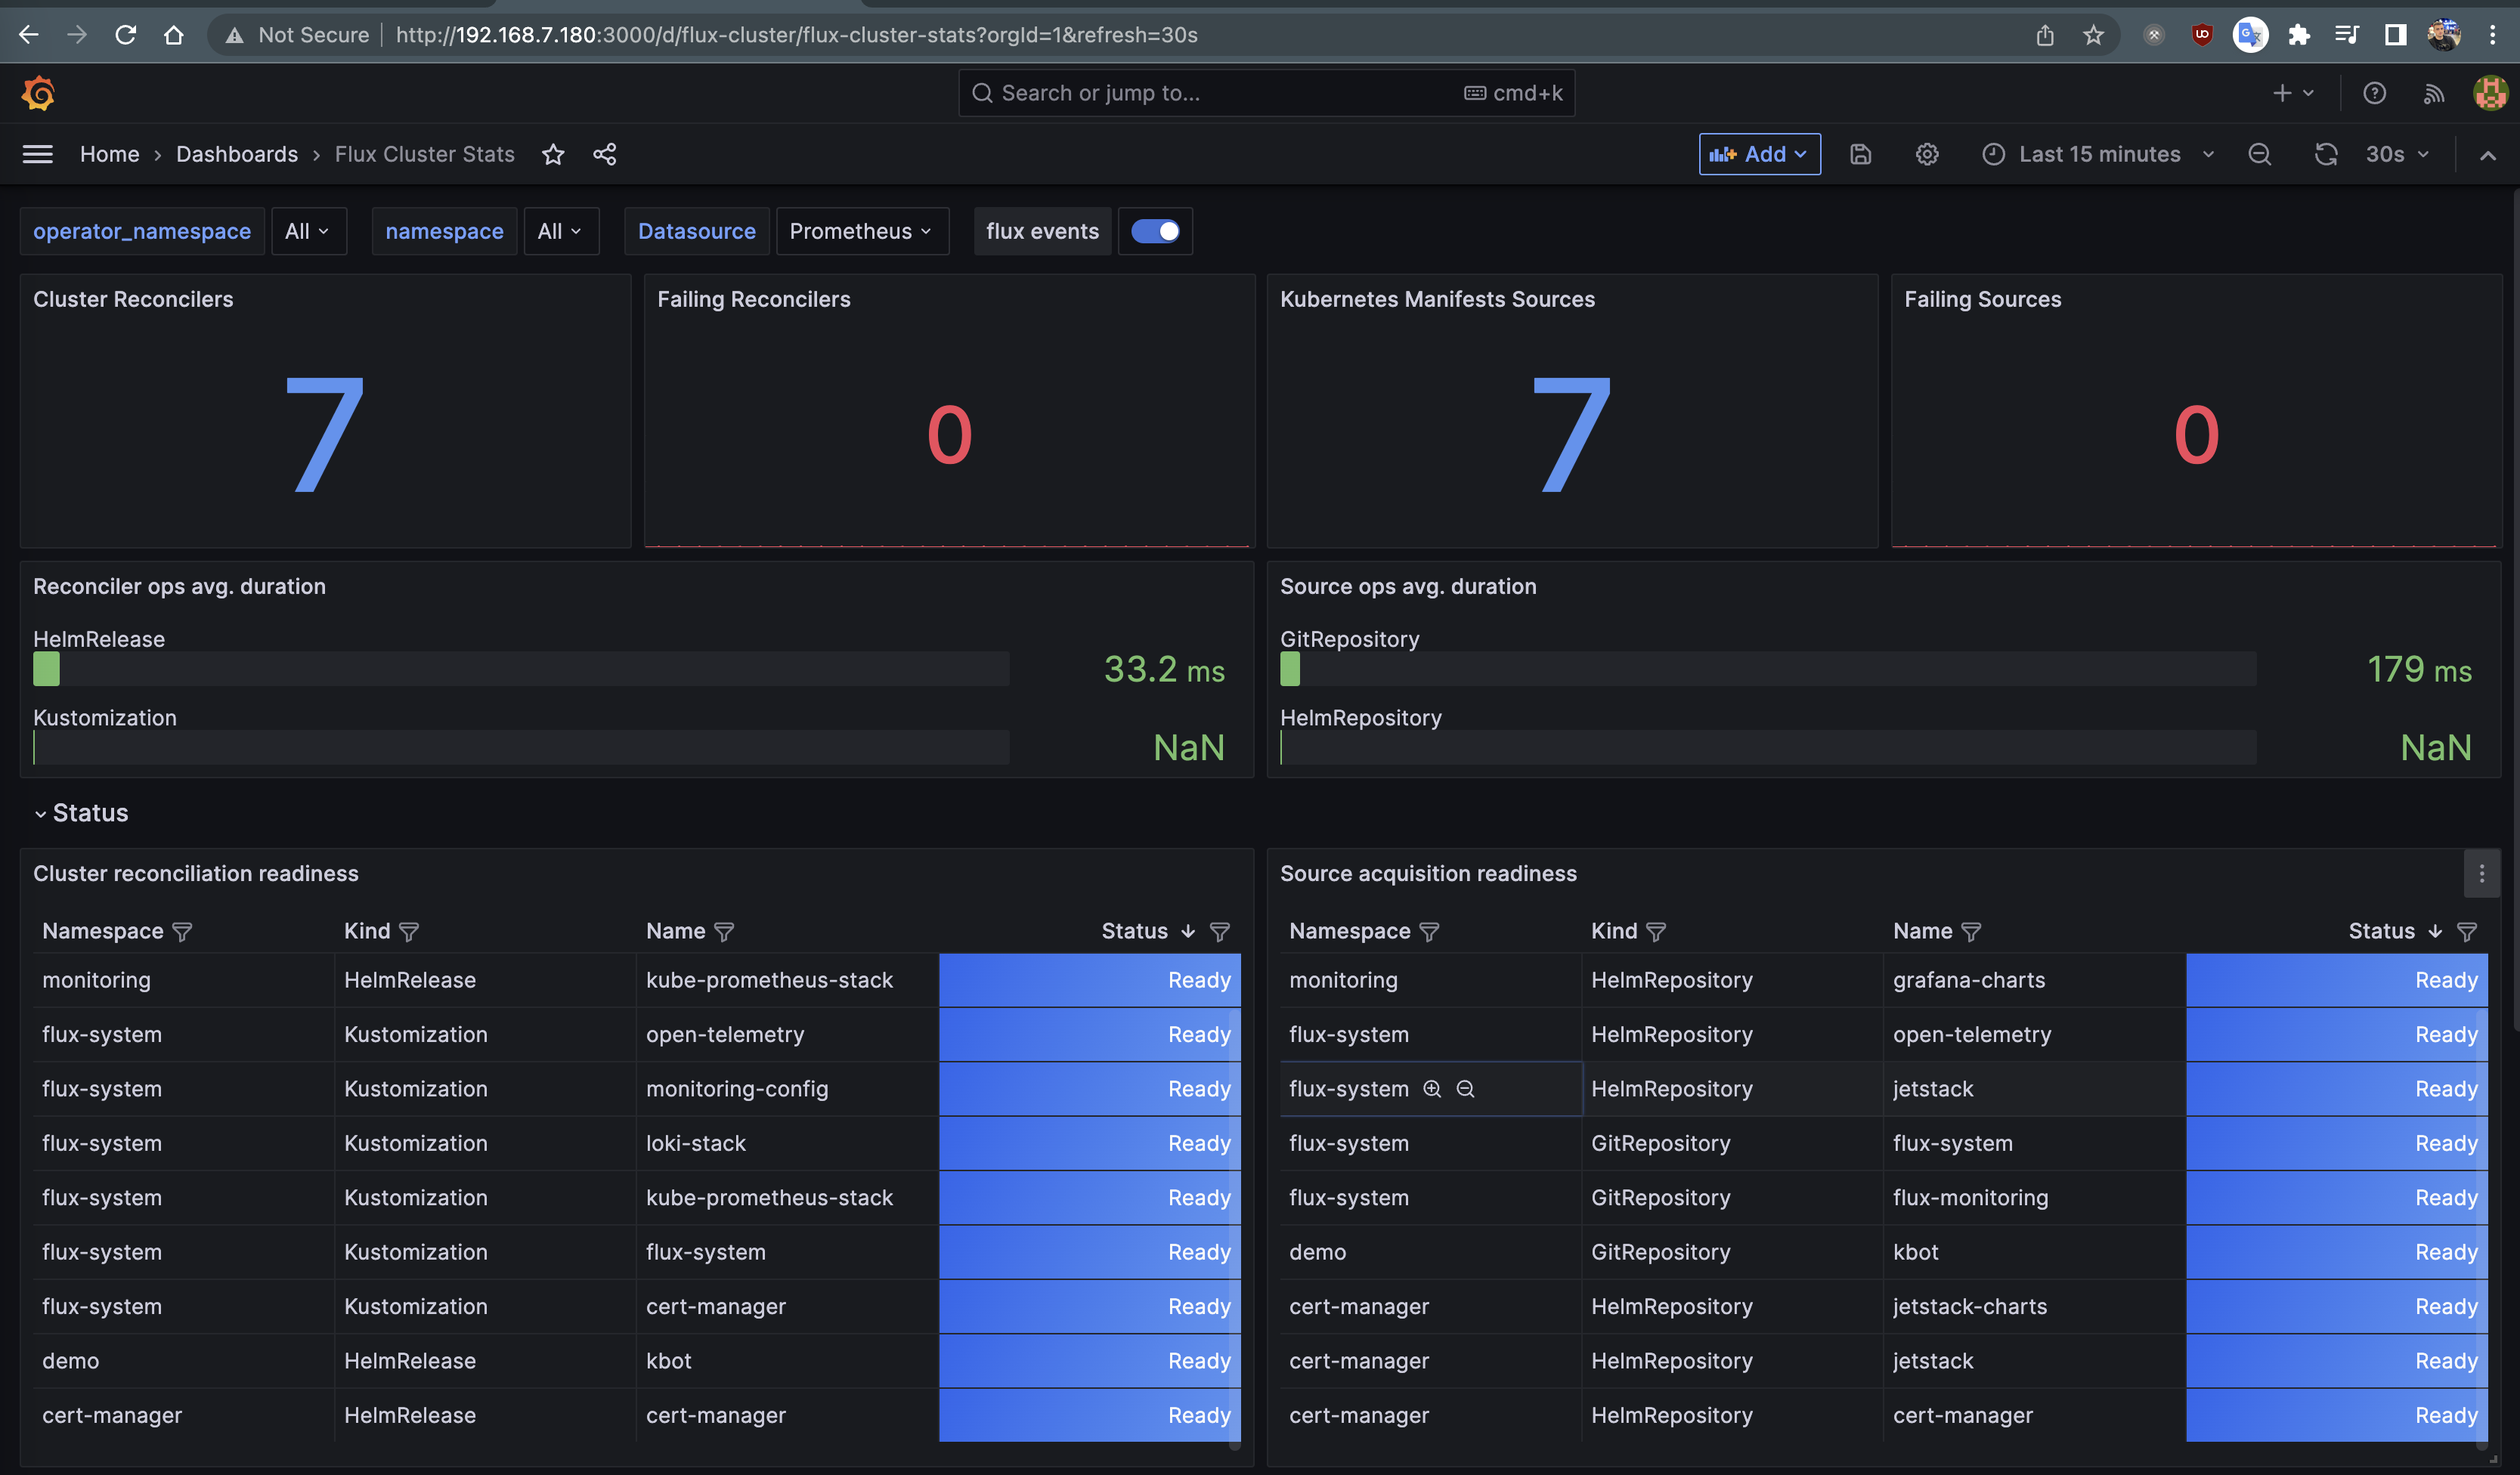 Not Secure http://192.168.7.180:3000/d/flux-cluster/flux-cluster-stats?orgId=1&refresh=30s
Search or jump to... cmd+k
Home › Dashboards › Flux Cluster Stats Add Last 15 minutes 30s
operator_namespace All namespace All Datasource Prometheus flux events
Cluster Reconcilers Failing Reconcilers Kubernetes Manifests Sources Failing Sources
7 0 7 0
Reconciler ops avg. duration Source ops avg. duration
HelmRelease GitRepository
33.2 ms 179 ms
Kustomization HelmRepository
NaN NaN
Status
Cluster reconciliation readiness Source acquisition readiness
Namespace Kind Name Status Namespace Kind Name Status
monitoring HelmRelease kube-prometheus-stack Ready monitoring HelmRepository grafana-charts Ready
flux-system Kustomization open-telemetry Ready flux-system HelmRepository open-telemetry Ready
flux-system Kustomization monitoring-config Ready flux-system HelmRepository jetstack Ready
flux-system Kustomization loki-stack Ready flux-system GitRepository flux-system Ready
flux-system Kustomization kube-prometheus-stack Ready flux-system GitRepository flux-monitoring Ready
flux-system Kustomization flux-system Ready demo GitRepository kbot Ready
flux-system Kustomization cert-manager Ready cert-manager HelmRepository jetstack-charts Ready
demo HelmRelease kbot Ready cert-manager HelmRepository jetstack Ready
cert-manager HelmRelease cert-manager Ready cert-manager HelmRepository cert-manager Ready